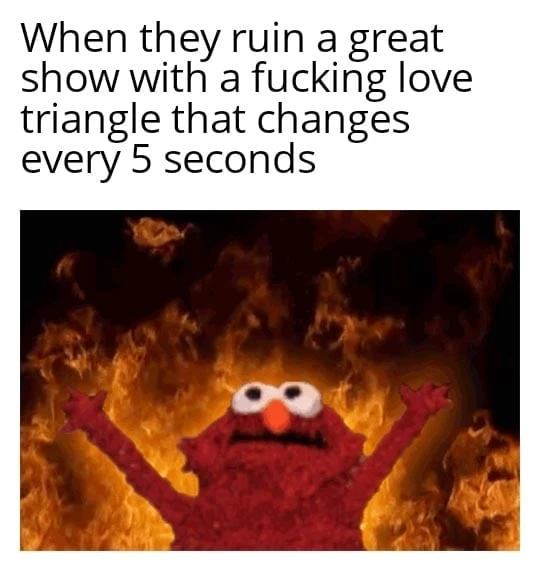 When they ruin a great
show with a fucking love
triangle that changes
every 5 seconds